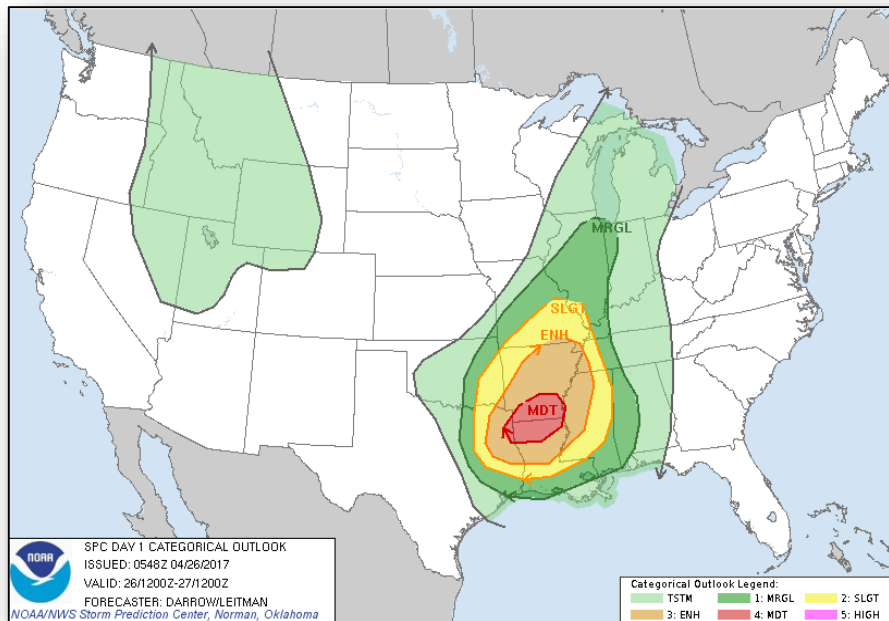 MRGL
SLGT
ENH
MDT
NOAA
SPC DAY 1 CATEGORICAL OUTLOOK
ISSUED: 0548Z 04/26/2017
VALID: 26/1200Z-27/1200Z
FORECASTER: DARROW/LEITMAN
NOAA/NWS Storm Prediction Center, Norman, Oklahoma
Categorical Outlook Legend:
TSTM 1: MRGL 2: SLGT
3: ENH 4: MDT 5: HIGH